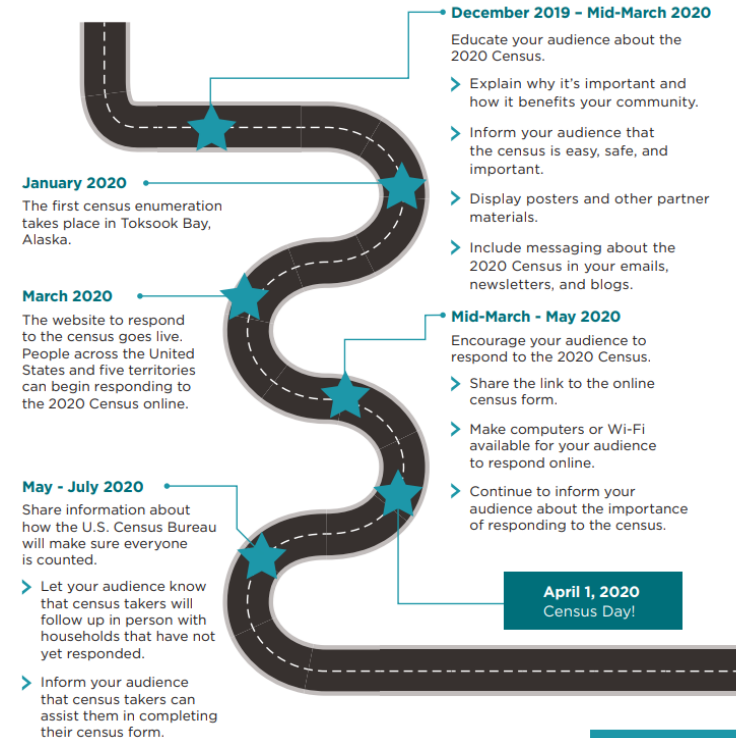 December 2019 – Mid-March 2020
Educate your audience about the
2020 Census.
Explain why it's important and
how it benefits your community.
Inform your audience that
the census is easy, safe, and
important.
Display posters and other partner
materials.
Include messaging about the
2020 Census in your emails,
newsletters, and blogs.
January 2020
The first census enumeration
takes place in Toksook Bay,
Alaska.
March 2020
The website to respond
to the census goes live.
People across the United
States and five territories
can begin responding to
the 2020 Census online.
Mid-March - May 2020
Encourage your audience to
respond to the 2020 Census.
Share the link to the online
census form.
Make computers or Wi-Fi
available for your audience
to respond online.
Continue to inform your
audience about the importance
of responding to the census.
April 1, 2020
Census Day!
May - July 2020
Share information about
how the U.S. Census Bureau
will make sure everyone
is counted.
Let your audience know
that census takers will
follow up in person with
households that have not
yet responded.
Inform your audience
that census takers can
assist them in completing
their census form.